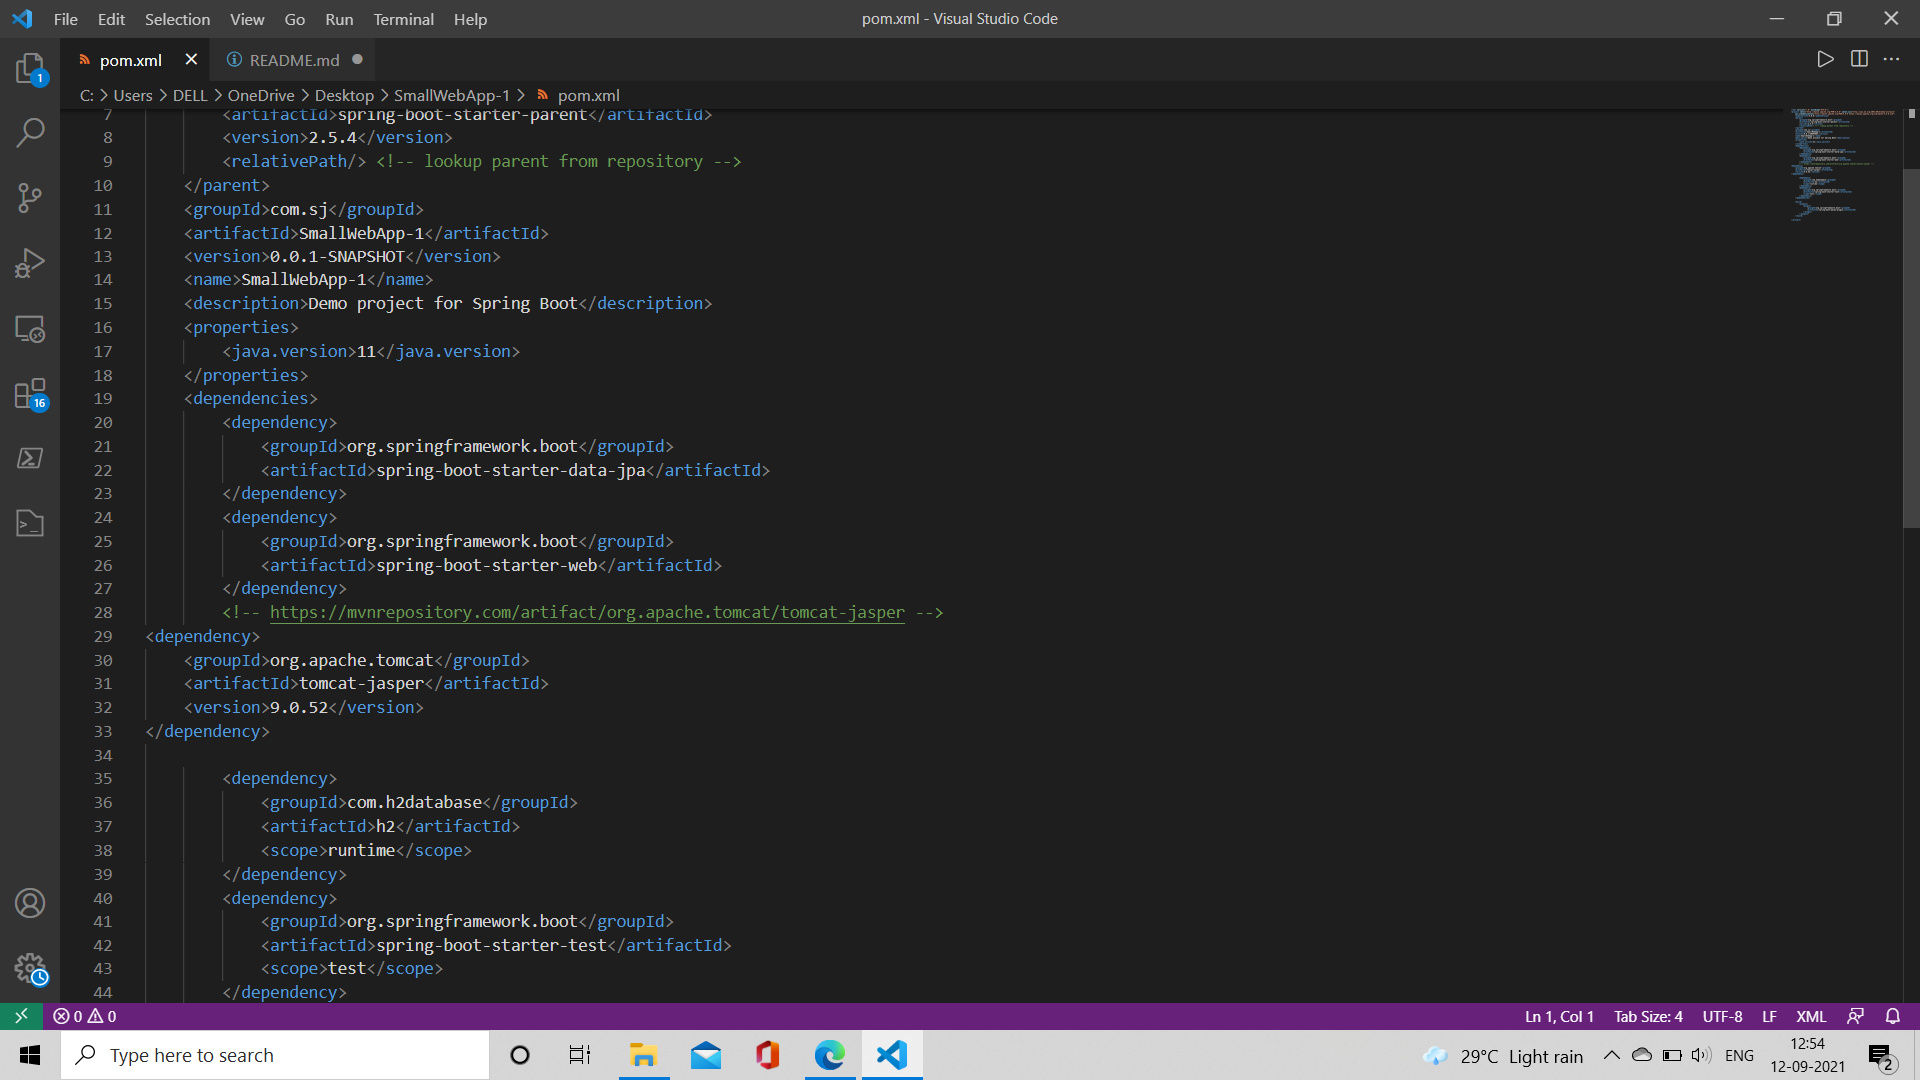 File Edit Selection View Go Run Terminal Help
pom.xml - Visual Studio Code
pom.xml
README.md
C: > Users > DELL > OneDrive > Desktop > SmallWebApp-1 > pom.xml
7 <artifactId>spring-boot-starter-parent</artifactId>
8 <version>2.5.4</version>
9 <relativePath/> <!-- lookup parent from repository -->
10 </parent>
11 <groupId>com.sj</groupId>
12 <artifactId>SmallWebApp-1</artifactId>
13 <version>0.0.1-SNAPSHOT</version>
14 <name>SmallWebApp-1</name>
15 <description>Demo project for Spring Boot</description>
16 <properties>
17 <java.version>11</java.version>
18 </properties>
19 <dependencies>
20 <dependency>
21 <groupId>org.springframework.boot</groupId>
22 <artifactId>spring-boot-starter-data-jpa</artifactId>
23 </dependency>
24 <dependency>
25 <groupId>org.springframework.boot</groupId>
26 <artifactId>spring-boot-starter-web</artifactId>
27 </dependency>
28 <!-- https://mvnrepository.com/artifact/org.apache.tomcat/tomcat-jasper -->
29 <dependency>
30 <groupId>org.apache.tomcat</groupId>
31 <artifactId>tomcat-jasper</artifactId>
32 <version>9.0.52</version>
33 </dependency>
34
35 <dependency>
36 <groupId>com.h2database</groupId>
37 <artifactId>h2</artifactId>
38 <scope>runtime</scope>
39 </dependency>
40 <dependency>
41 <groupId>org.springframework.boot</groupId>
42 <artifactId>spring-boot-starter-test</artifactId>
43 <scope>test</scope>
44 </dependency>
1
16
0 0
Ln 1, Col 1 Tab Size: 4 UTF-8 LF XML
Type here to search
29°C Light rain
ENG
12:54
12-09-2021
2